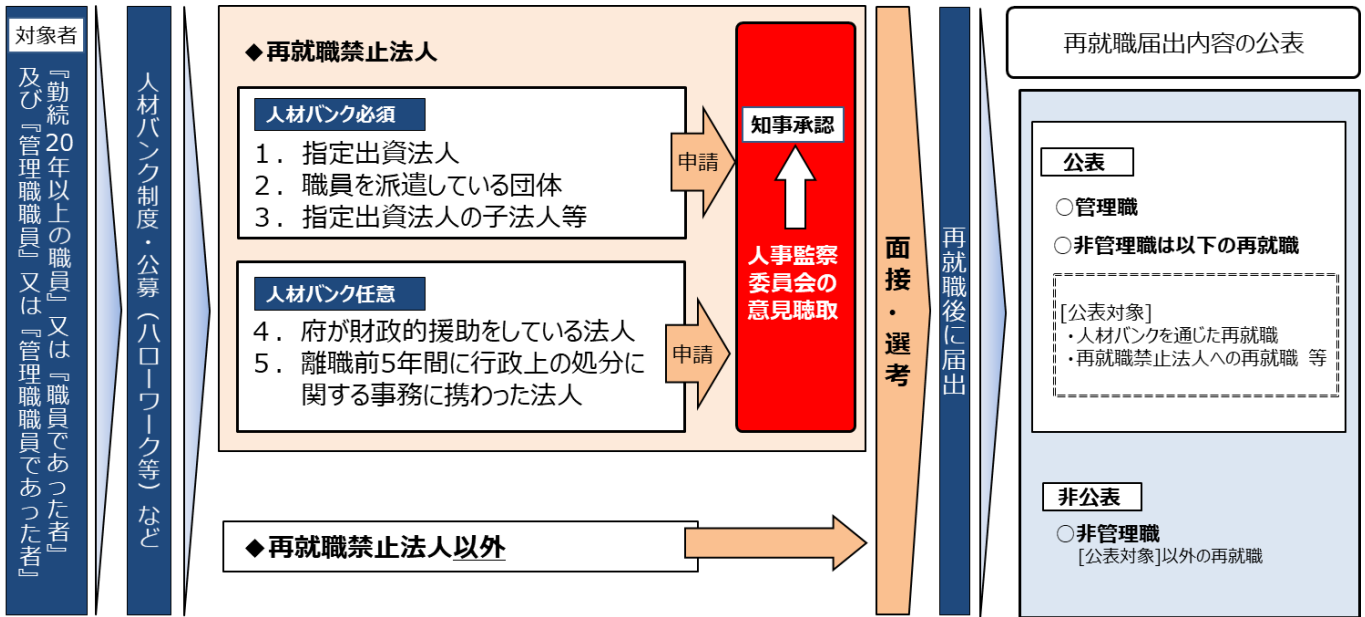 対象者
『勤続20年以上の職員』又は『職員であった者』
及び『管理職職員』又は『管理職職員であった者』
人材バンク制度・公募（ハローワーク等）など
◆再就職禁止法人
人材バンク必須
1．指定出資法人
2．職員を派遣している団体
3．指定出資法人の子法人等
申請
人材バンク任意
4．府が財政的援助をしている法人
5．離職前5年間に行政上の処分に
関する事務に携わった法人
申請
知事承認
人事監察
委員会の
意見聴取
◆再就職禁止法人以外
面接・選考
再就職後に届出
再就職届出内容の公表
公表
○管理職
○非管理職は以下の再就職
[公表対象]
・人材バンクを通じた再就職
・再就職禁止法人への再就職 等
非公表
○非管理職
[公表対象]以外の再就職